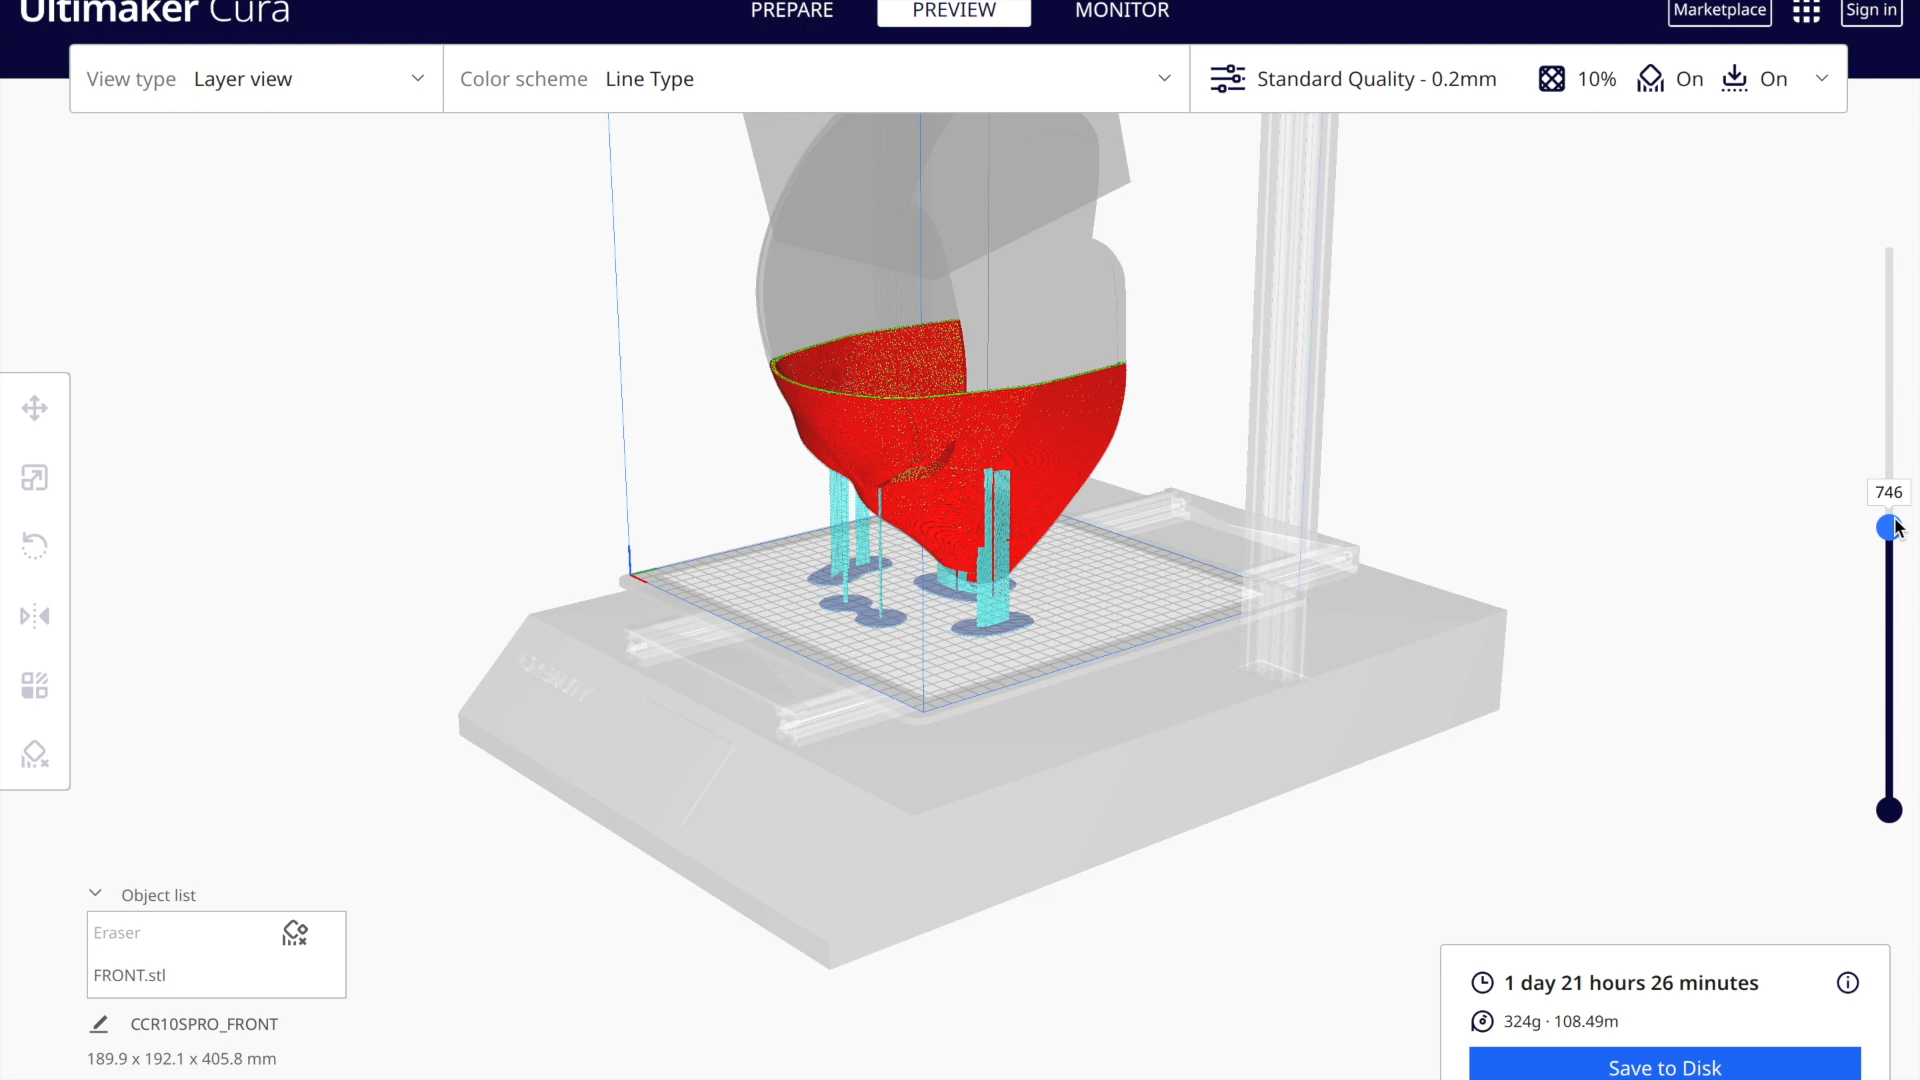 Ultimaker Cura
PREPARE
PREVIEW
MONITOR
Marketplace
Sign in
View type Layer view
Color scheme Line Type
Standard Quality - 0.2mm
10%
On
On
746
Object list
Eraser
FRONT.stl
CCR10SPRO_FRONT
189.9 x 192.1 x 405.8 mm
1 day 21 hours 26 minutes
324g · 108.49m
Save to Disk